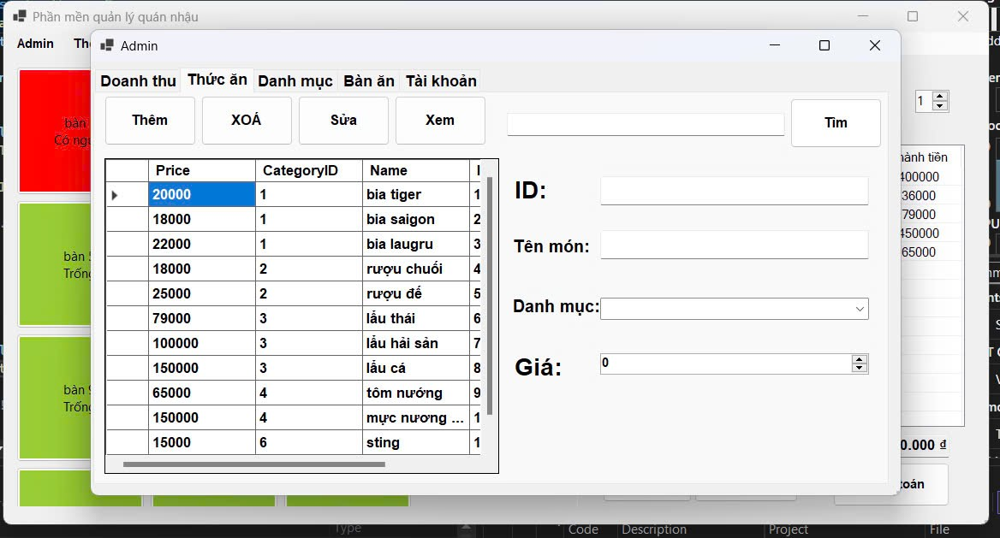 Phần mền quản lý quán nhậu
Admin
Admin
Doanh thu Thức ăn Danh mục Bàn ăn Tài khoản
Thêm XOÁ Sửa Xem Tìm
Price CategoryID Name
20000 1 bia tiger 1
18000 1 bia saigon 2
22000 1 bia laugru 3
18000 2 rượu chuối 4
25000 2 rượu đế 5
79000 3 lẩu thái 6
100000 3 lẩu hải sản 7
150000 3 lẩu cá 8
65000 4 tôm nướng 9
150000 4 mực nương ... 1
15000 6 sting 1
ID:
Tên món:
Danh mục:
Giá: 0
bàn
Có
bàn
Trống
bàn
Trống
1
400000
36000
79000
450000
65000
0.000 đ
Type Code Description Project File